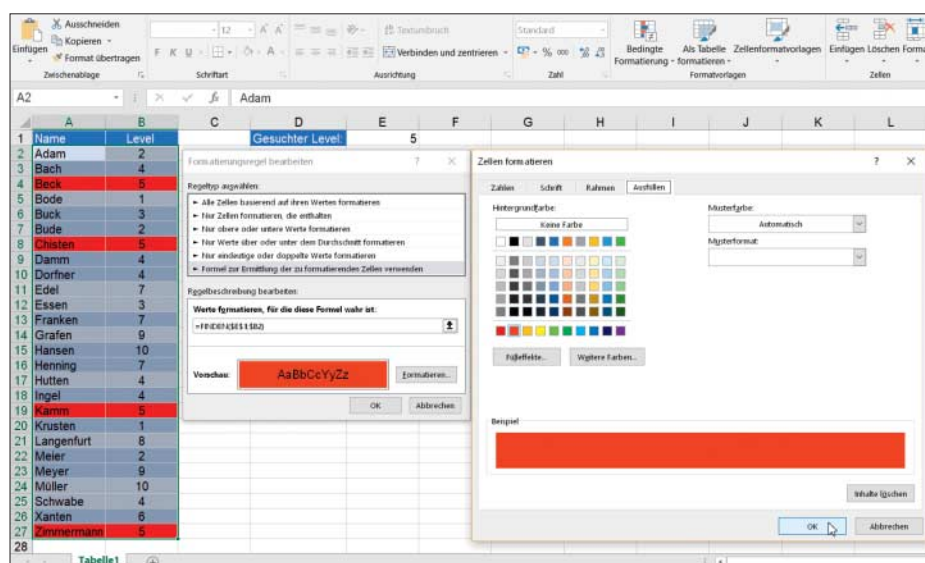 Einfügen
Ausschneiden
Kopieren
Format übertragen
Zwischenablage
12
F K U
Schriftart
Textumbruch
Verbinden und zentrieren
Ausrichtung
Standard
% 000
Zahl
Bedingte Formatierung
Als Tabelle formatieren
Zellenformatvorlagen
Formatvorlagen
Einfügen Löschen Forma
Zellen
A2 fx Adam
A B C D E F G H I J K L
1 Name Level Gesuchter Level: 5
2 Adam 2
3 Bach 4
4 Beck 5
5 Bode 1
6 Buck 3
7 Bude 2
8 Chisten 5
9 Damm 4
10 Dorfner 4
11 Edel 7
12 Essen 3
13 Franken 7
14 Grafen 9
15 Hansen 10
16 Henning 7
17 Hutten 4
18 Ingel 4
19 Kamm 5
20 Krusten 1
21 Langenfurt 8
22 Meier 2
23 Meyer 9
24 Müller 10
25 Schwabe 4
26 Xanten 6
27 Zimmermann 5
28
Tabelle1
Formatierungsregel bearbeiten ? ×
Regeltyp auswählen:
► Alle Zellen basierend auf ihren Werten formatieren
► Nur Zellen formatieren, die enthalten
► Nur obere oder untere Werte formatieren
► Nur Werte über oder unter dem Durchschnitt formatieren
► Nur eindeutige oder doppelte Werte formatieren
► Formel zur Ermittlung der zu formatierenden Zellen verwenden
Regelbeschreibung bearbeiten:
Werte formatieren, für die diese Formel wahr ist:
=FINDEN($E$1;$B2)
Vorschau:
AaBbCcYyZz
Formatieren...
OK Abbrechen
Zellen formatieren ? ×
Zahlen Schrift Rahmen Ausfüllen
Hintergrundfarbe:
Keine Farbe
Fülleffekte... Weitere Farben...
Musterfarbe:
Automatisch
Musterformat:
Beispiel
Inhalte löschen
OK Abbrechen